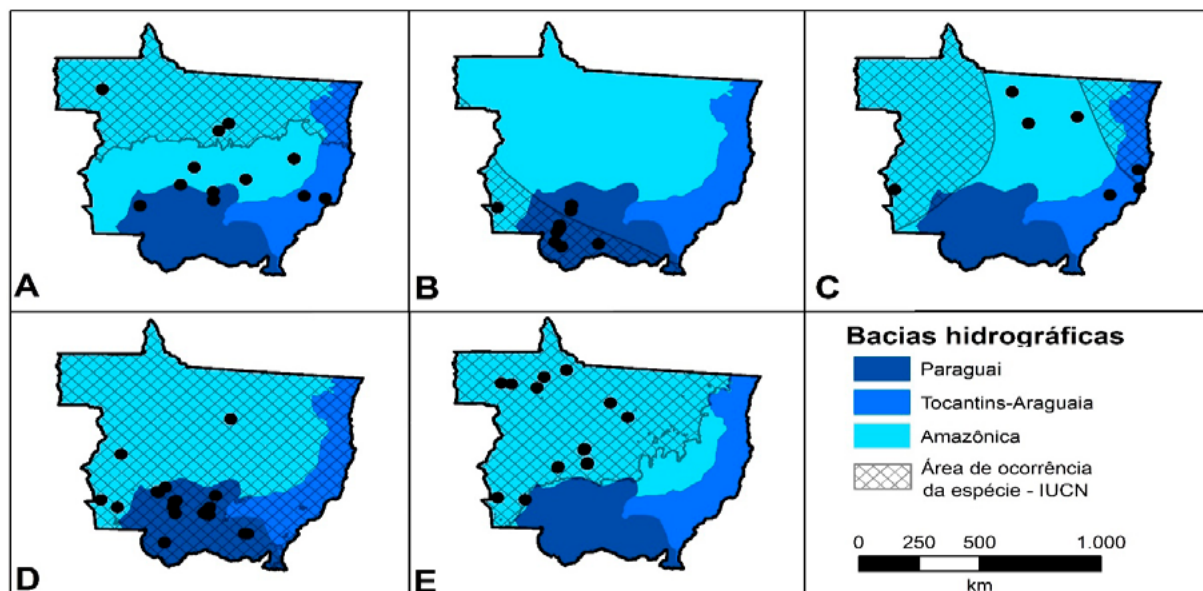 A
B
C
D
E
Bacias hidrográficas
Paraguai
Tocantins-Araguaia
Amazônica
Área de ocorrência
da espécie - IUCN
0 250 500 1.000
km